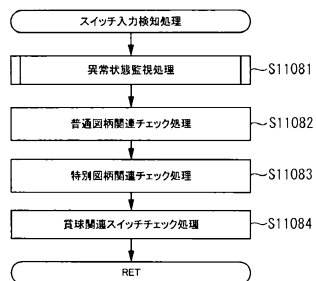 スイッチ入力検知処理
異常状態監視処理
S11081
普通図柄関連チェック処理
S11082
特別図柄関連チェック処理
S11083
賞球関連スイッチチェック処理
S11084
RET